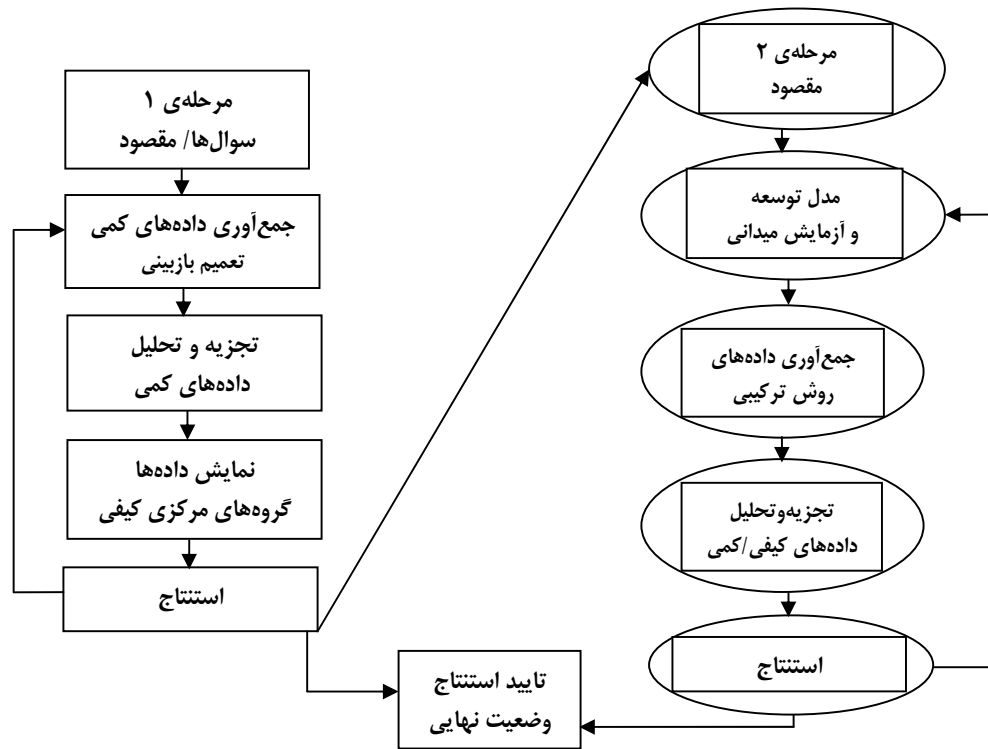 مرحله‌ی ۱
سوال‌ها/ مقصود
جمع‌آوری داده‌های کمی
تعمیم بازبینی
تجزیه و تحلیل
داده‌های کمی
نمایش داده‌ها
گروه‌های مرکزی کیفی
استنتاج
مرحله‌ی ۲
مقصود
مدل توسعه
و آزمایش میدانی
جمع‌آوری داده‌های
روش ترکیبی
تجزیه‌وتحلیل
داده‌های کیفی/کمی
استنتاج
تایید استنتاج
وضعیت نهایی